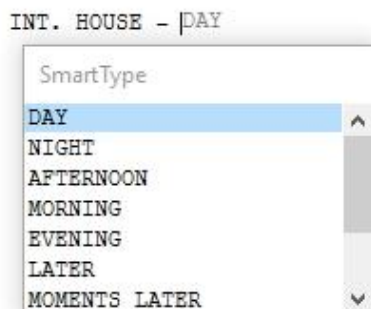 INT. HOUSE - DAY
SmartType
DAY
NIGHT
AFTERNOON
MORNING
EVENING
LATER
MOMENTS LATER